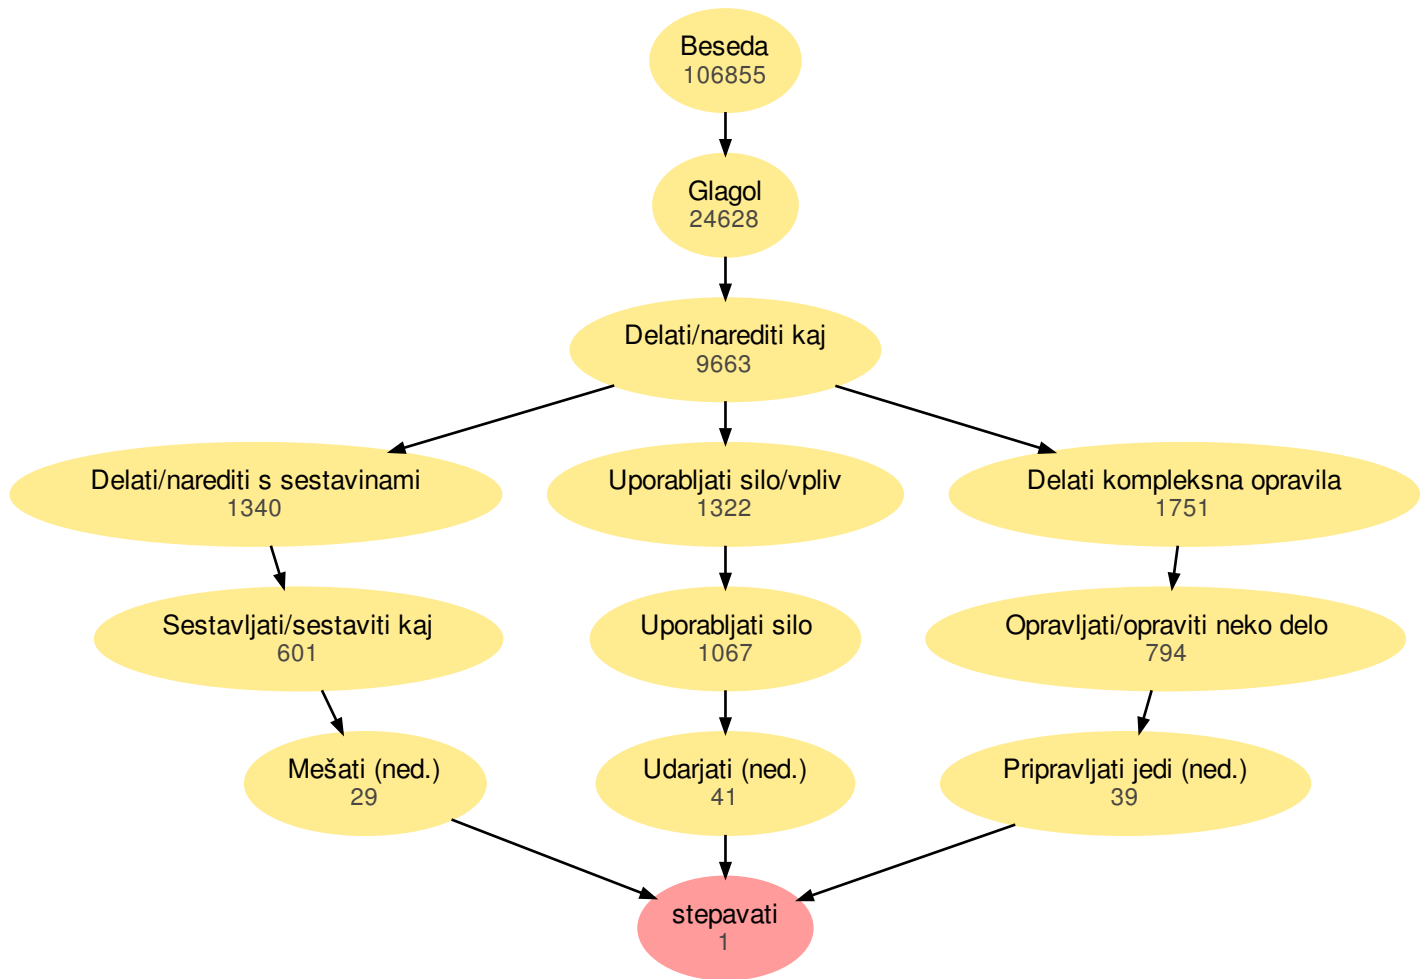 Beseda
106855
Glagol
24628
Delati/narediti kaj
9663
Delati/narediti s sestavinami
1340
Uporabljati silo/vpliv
1322
Delati kompleksna opravila
1751
Sestavljati/sestaviti kaj
601
Uporabljati silo
1067
Opravljati/opraviti neko delo
794
Mešati (ned.)
29
Udarjati (ned.)
41
Pripravljati jedi (ned.)
39
stepavati
1